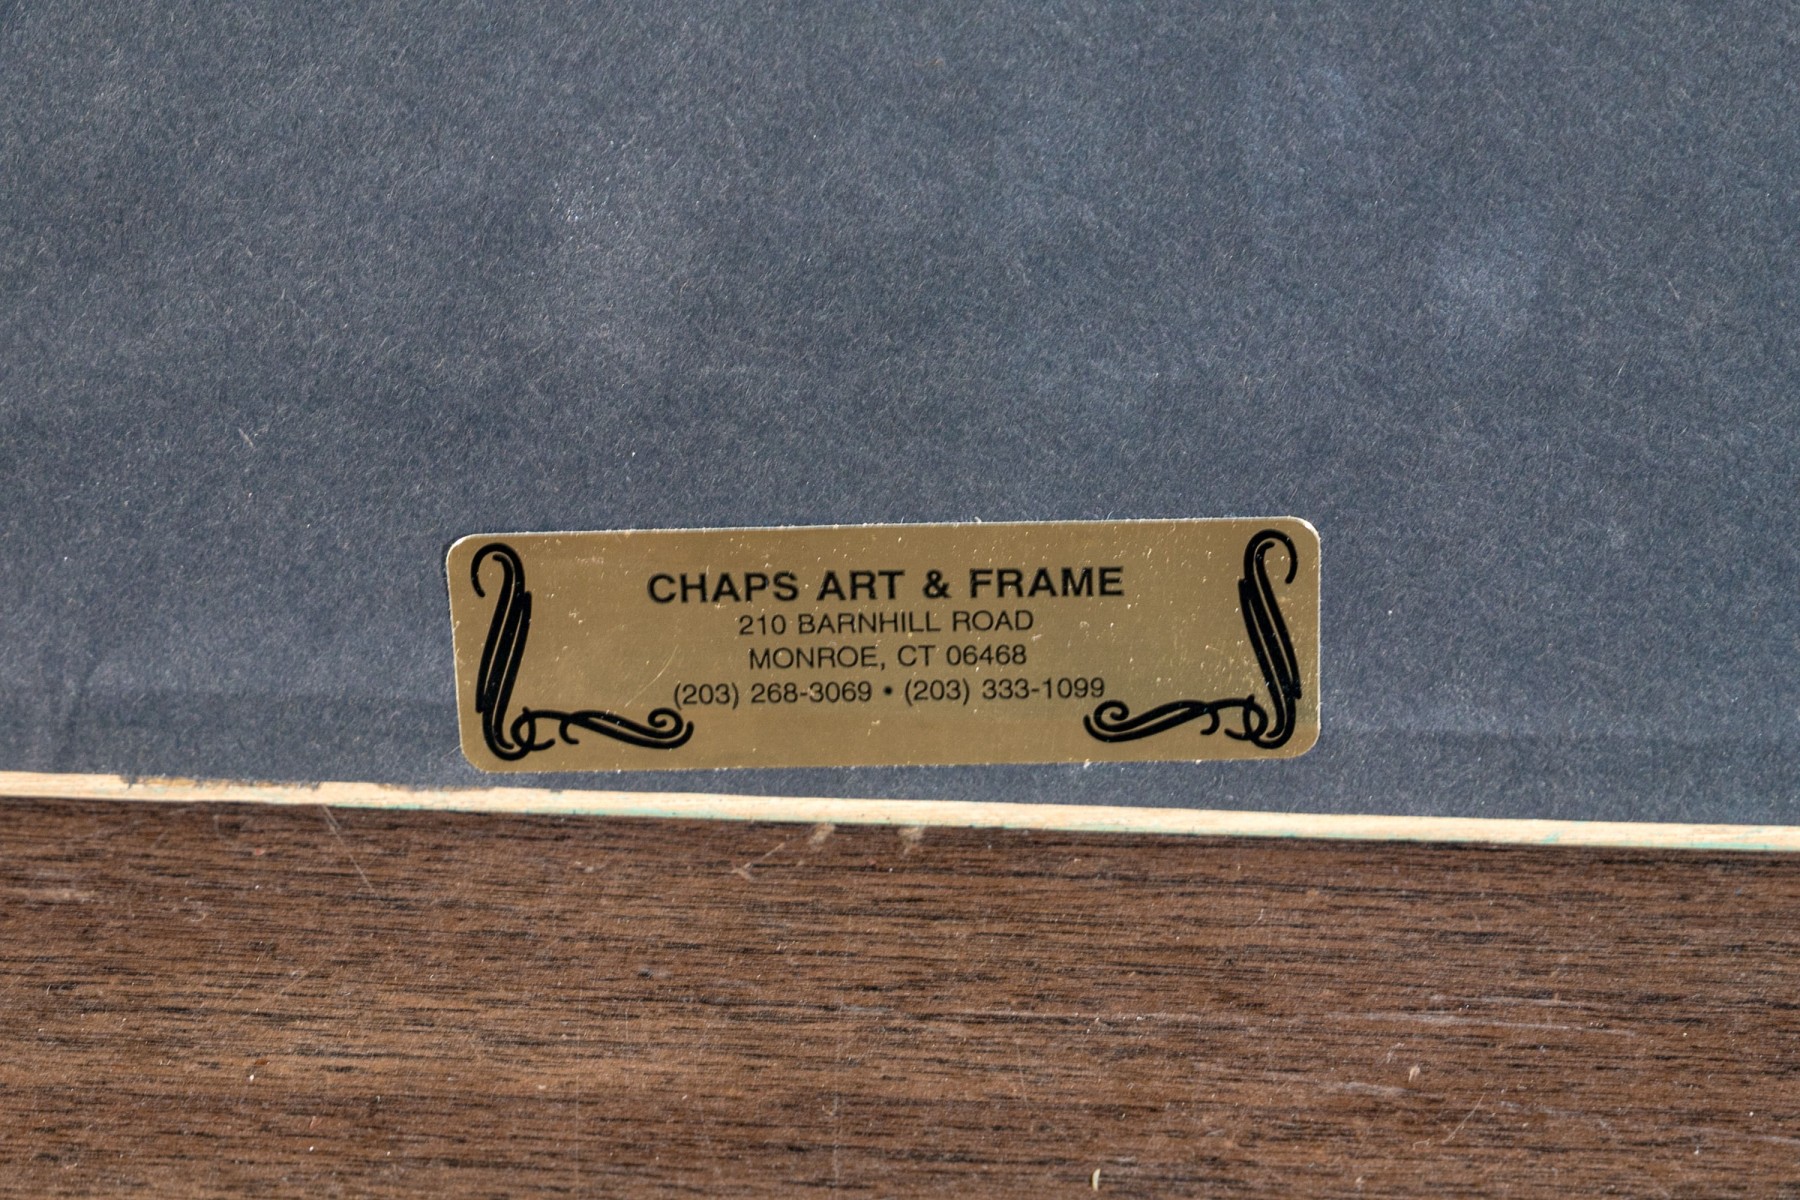 CHAPS ART & FRAME
210 BARNHILL ROAD
MONROE, CT 06468
(203) 268-3069 • (203) 333-1099